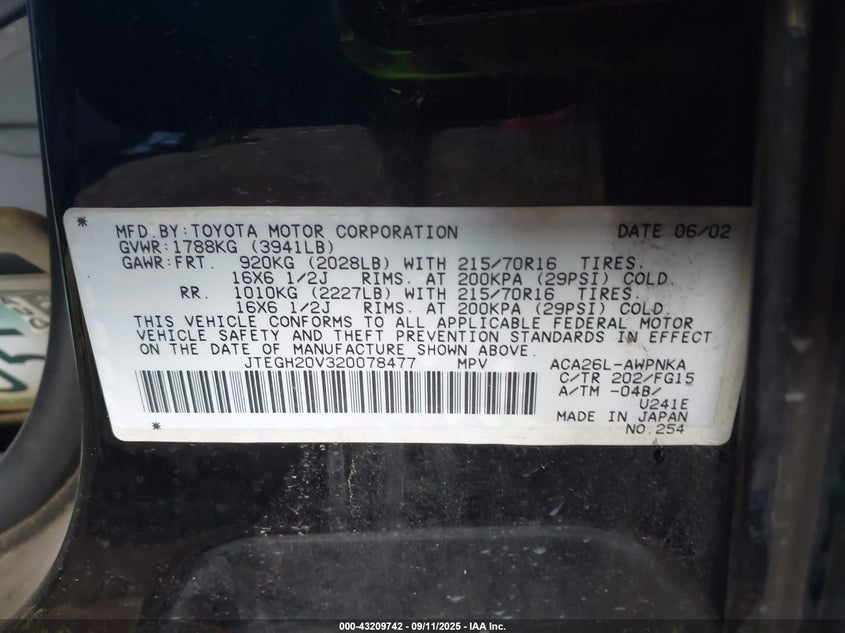 MFD.BY:TOYOTA MOTOR CORPORATION DATE 06/02
GVWR:1788KG (3941LB)
GAWR:FRT. 920KG (2028LB) WITH 215/70R16 TIRES.
16X6 1/2J RIMS. AT 200KPA (29PSI) COLD
RR. 1010KG (2227LB) WITH 215/70R16 TIRES.
16X6 1/2J RIMS. AT 200KPA (29PSI) COLD.
THIS VEHICLE CONFORMS TO ALL APPLICABLE FEDERAL MOTOR
VEHICLE SAFETY AND THEFT PREVENTION STANDARDS IN EFFECT
ON THE DATE OF MANUFACTURE SHOWN ABOVE.
JTEGH20V320078477 MPV ACA26L-AWPNKA
C/TR 202/FG15
A/TM -04B/
U241E
MADE IN JAPAN
NO.254
000-43209742 - 09/11/2025 - IAA Inc.